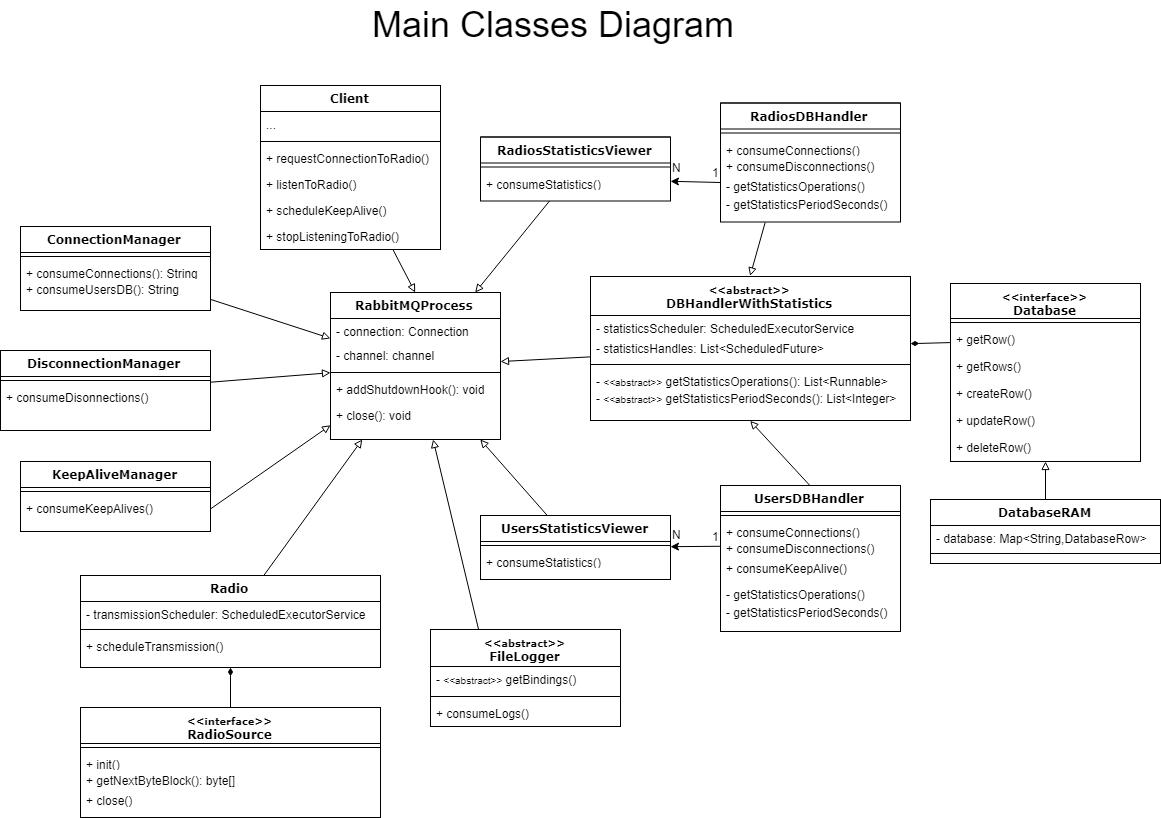 Main Classes Diagram
Client
...
+ requestConnectionToRadio()
+ listenToRadio()
+ scheduleKeepAlive()
+ stopListeningToRadio()
RadiosStatisticsViewer
+ consumeStatistics()
N
1
RadiosDBHandler
+ consumeConnections()
+ consumeDisconnections()
- getStatisticsOperations()
- getStatisticsPeriodSeconds()
ConnectionManager
+ consumeConnections(): String
+ consumeUsersDB(): String
RabbitMQProcess
- connection: Connection
- channel: channel
+ addShutdownHook(): void
+ close(): void
<<abstract>>
DBHandlerWithStatistics
- statisticsScheduler: ScheduledExecutorService
- statisticsHandles: List<ScheduledFuture>
- <<abstract>> getStatisticsOperations(): List<Runnable>
- <<abstract>> getStatisticsPeriodSeconds(): List<Integer>
<<interface>>
Database
+ getRow()
+ getRows()
+ createRow()
+ updateRow()
+ deleteRow()
DisconnectionManager
+ consumeDisonnections()
KeepAliveManager
+ consumeKeepAlives()
UsersStatisticsViewer
+ consumeStatistics()
N
1
UsersDBHandler
+ consumeConnections()
+ consumeDisconnections()
+ consumeKeepAlive()
- getStatisticsOperations()
- getStatisticsPeriodSeconds()
DatabaseRAM
- database: Map<String,DatabaseRow>
Radio
- transmissionScheduler: ScheduledExecutorService
+ scheduleTransmission()
<<abstract>>
FileLogger
- <<abstract>> getBindings()
+ consumeLogs()
<<interface>>
RadioSource
+ init()
+ getNextByteBlock(): byte[]
+ close()